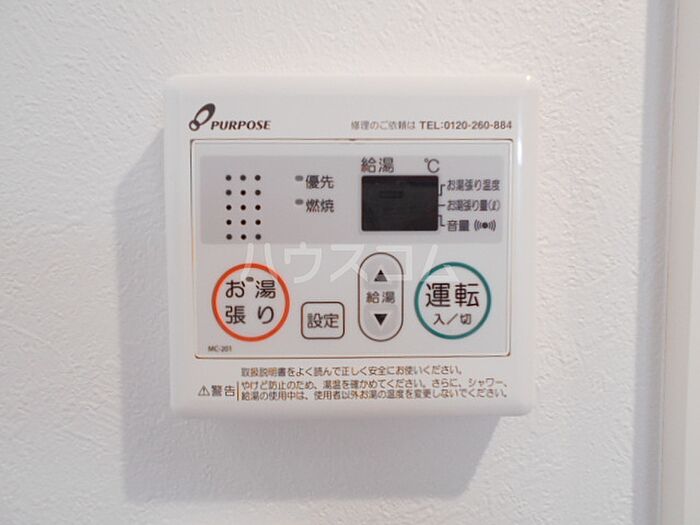 PURPOSE
修理のご依頼は TEL:0120-260-884
給湯 ℃
優先
燃焼
お湯張り温度
お湯張り量(ℓ)
音量
ハウスコム
お湯張り
設定
給湯
運転
入/切
MC-201
取扱説明書をよく読んで正しく安全にお使いください。
警告
やけど防止のため、湯温を確かめてください。さらに、シャワー、
給湯の使用中は、使用者以外お湯の温度を変更しないでください。